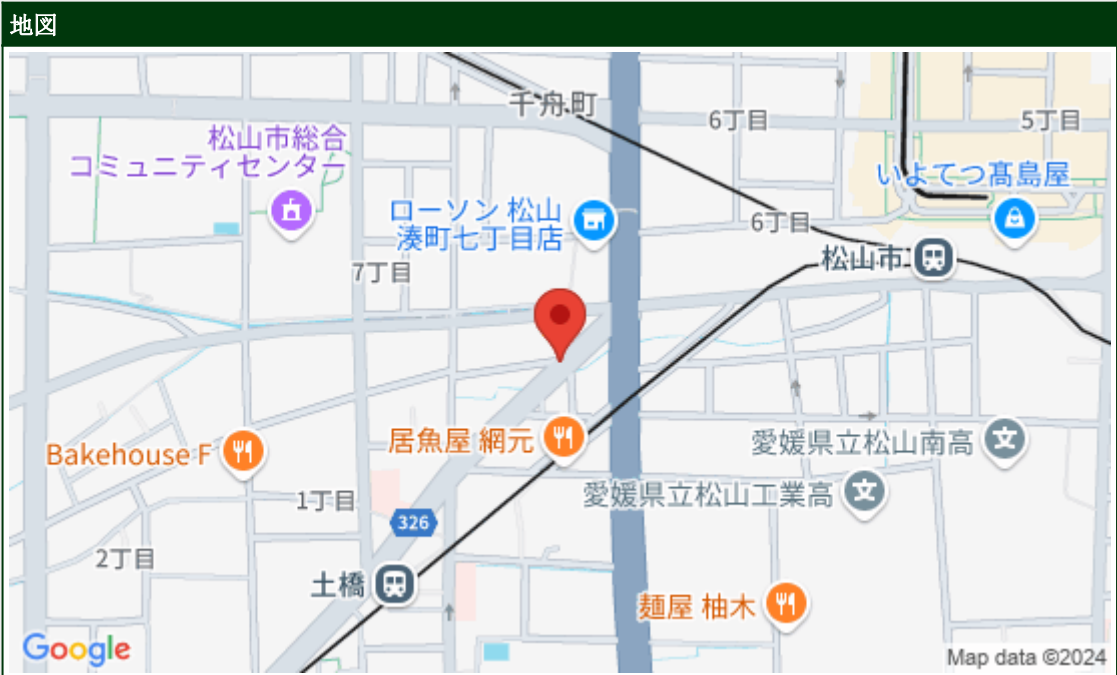 地図
千舟町
6丁目
5丁目
松山市総合
コミュニティセンター
いよてつ髙島屋
ローソン 松山
湊町七丁目店
6丁目
松山市
7丁目
居魚屋 網元
愛媛県立松山南高
Bakehouse F
愛媛県立松山工業高
1丁目
326
2丁目
土橋
麺屋 柚木
Google
Map data ©2024